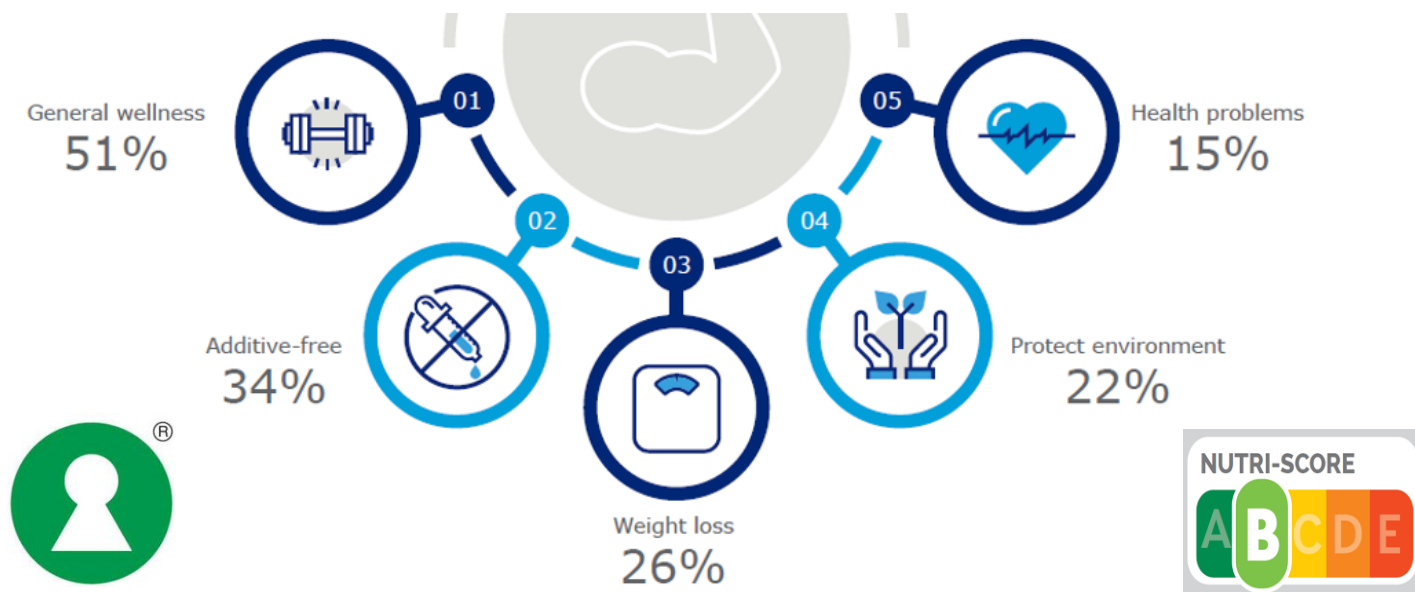 General wellness
51%
01
02
Additive-free
34%
03
Weight loss
26%
04
Protect environment
22%
05
Health problems
15%
®
NUTRI-SCORE
A B C D E